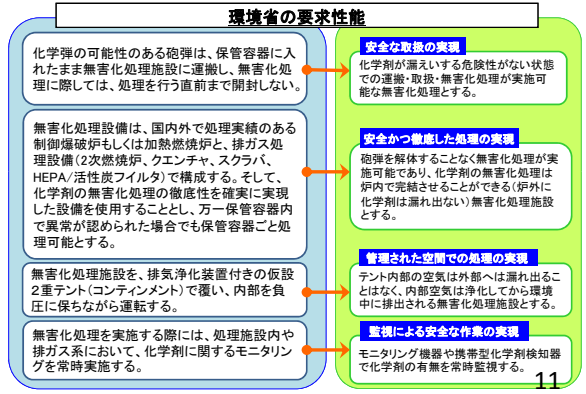 環境省の要求性能
化学弾の可能性のある砲弾は、保管容器に入
れたまま無害化処理施設に運搬し、無害化処
理に際しては、処理を行う直前まで開封しない。
安全な取扱の実現
化学剤が漏えいする危険性がない状態
での運搬・取扱・無害化処理が実施可
能な無害化処理とする。
無害化処理設備は、国内外で処理実績のある
制御爆破炉もしくは加熱燃焼炉と、排ガス処
理設備(2次燃焼炉、クエンチャ、スクラバ、
HEPA/活性炭フイルタ)で構成する。そして、
化学剤の無害化処理の徹底性を確実に実現
した設備を使用することとし、万一保管容器内
で異常が認められた場合でも保管容器ごと処
理可能とする。
安全かつ徹底した処理の実現
砲弾を解体することなく無害化処理が実
施可能であり、化学剤の無害化処理は
炉内で完結させることができる(炉外に
化学剤は漏れ出ない)無害化処理施設
とする。
無害化処理施設を、排気浄化装置付きの仮設
2重テント(コンティンメント)で覆い、内部を負
圧に保ちながら運転する。
管理された空間での処理の実現
テント内部の空気は外部へは漏れ出るこ
とはなく、内部空気は浄化してから環境
中に排出される無害化処理施設とする。
無害化処理を実施する際には、処理施設内や
排ガス系において、化学剤に関するモニタリン
グを常時実施する。
監視による安全な作業の実現
モニタリング機器や携帯型化学剤検知器
で化学剤の有無を常時監視する。
11